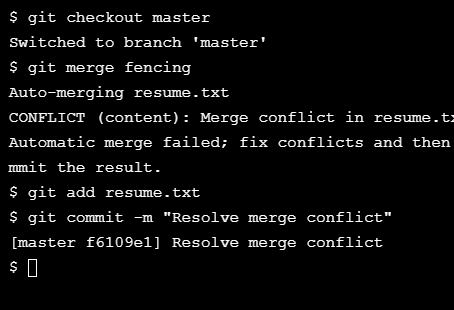 $ git checkout master
Switched to branch 'master'
$ git merge fencing
Auto-merging resume.txt
CONFLICT (content): Merge conflict in resume.tx
Automatic merge failed; fix conflicts and then
mmit the result.
$ git add resume.txt
$ git commit -m "Resolve merge conflict"
[master f6109e1] Resolve merge conflict
$